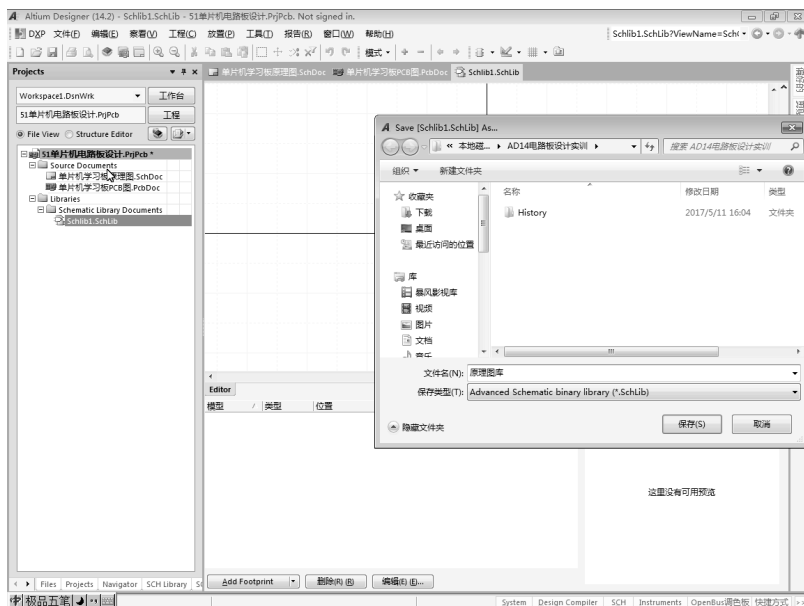 Altium Designer (14.2) - Schlib1.SchLib - 51单片机电路板设计.PrjPcb. Not signed in.
DXP 文件(F) 编辑(E) 察看(V) 工程(C) 放置(P) 工具(T) 报告(R) 窗口(W) 帮助(H)
Schlib1.SchLib?ViewName=Sch(
模式
Projects
单片机学习板原理图.SchDoc 单片机学习板PCB图.PcbDoc Schlib1.SchLib
Workspace1.DsnWrk 工作台
51单片机电路板设计.PrjPcb 工程
File View Structure Editor
51单片机电路板设计.PrjPcb *
Source Documents
单片机学习板原理图.SchDoc
单片机学习板PCB图.PcbDoc
Libraries
Schematic Library Documents
Schlib1.SchLib
Save [Schlib1.SchLib] As...
« 本地磁... AD14电路板设计实训
搜索 AD14电路板设计实训
组织 新建文件夹
收藏夹
下载
桌面
最近访问的位置
库
暴风影视库
视频
图片
文档
音乐
名称 修改日期 类型
History 2017/5/11 16:04 文件夹
文件名(N): 原理图库
保存类型(T): Advanced Schematic binary library (*.SchLib)
隐藏文件夹 保存(S) 取消
Editor
模型 / 类型 位置
这里没有可用预览
Add Footprint 删除(R) (R) 编辑(E) (E)...
Files Projects Navigator SCH Library
中 极品五笔
System Design Compiler SCH Instruments OpenBus调色板 快捷方式 >>